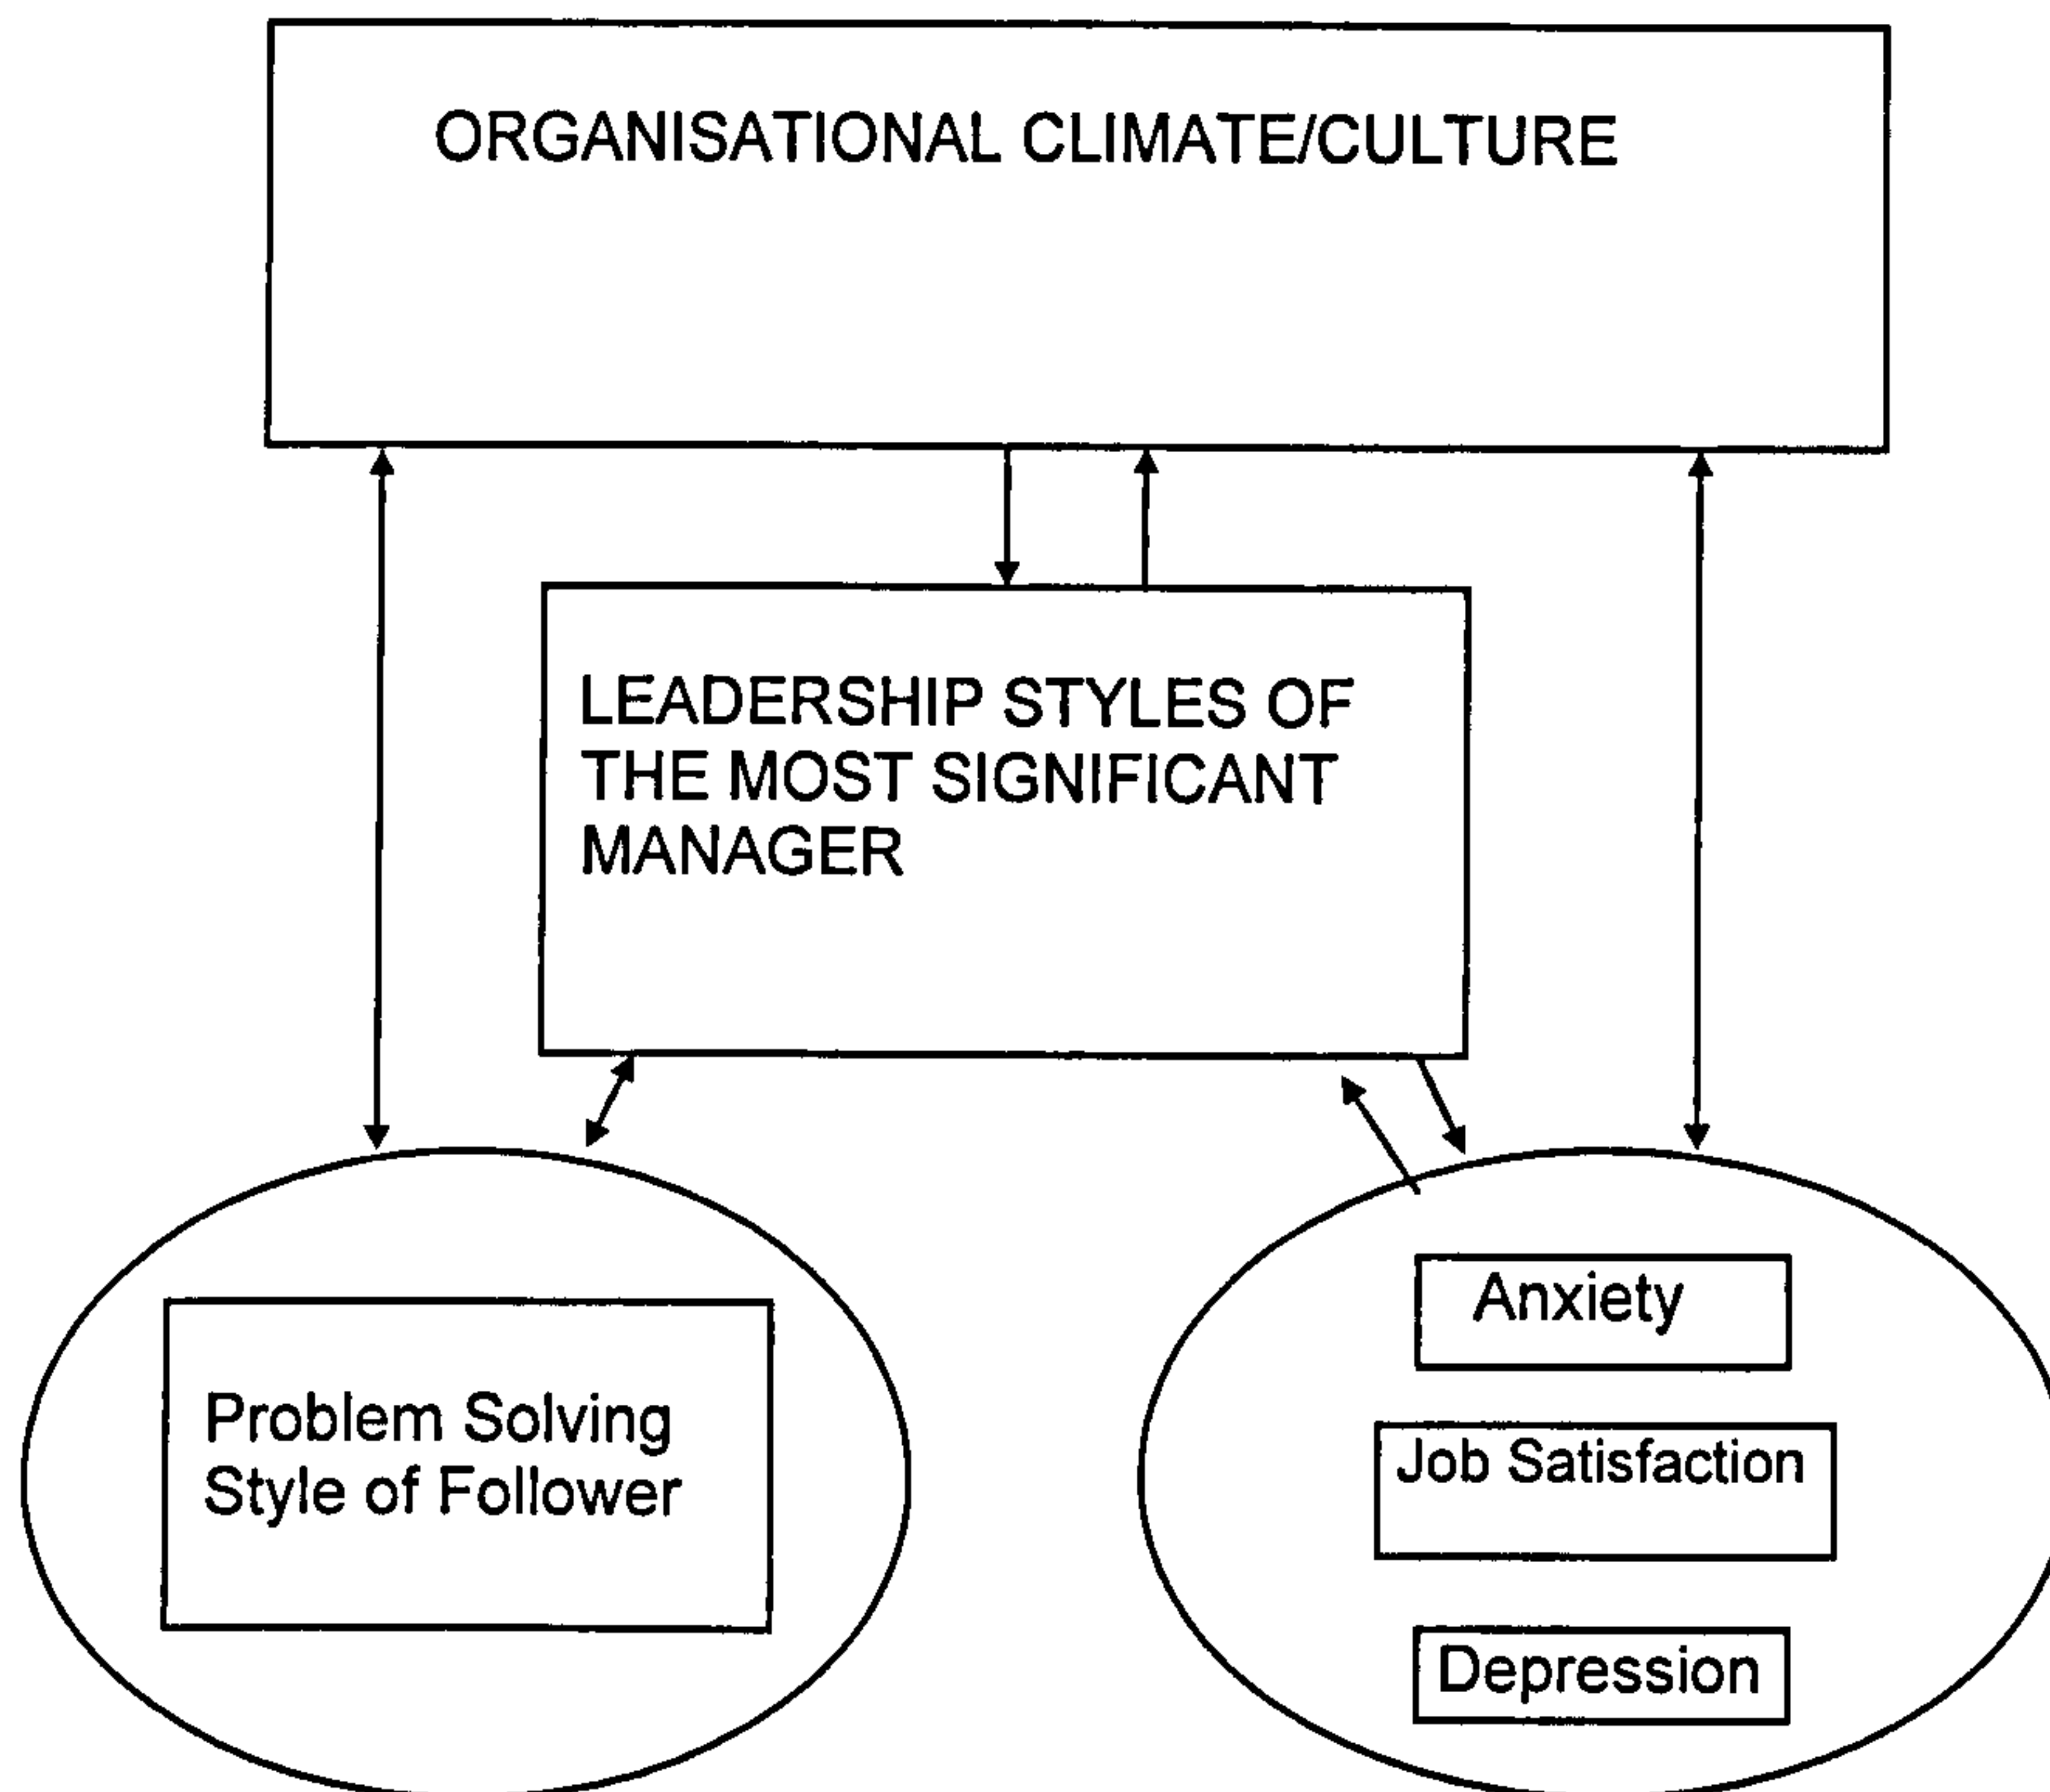 ORGANISATIONAL CLIMATE/CULTURE
LEADERSHIP STYLES OF
THE MOST SIGNIFICANT
MANAGER
Problem Solving
Style of Follower
Anxiety
Job Satisfaction
Depression